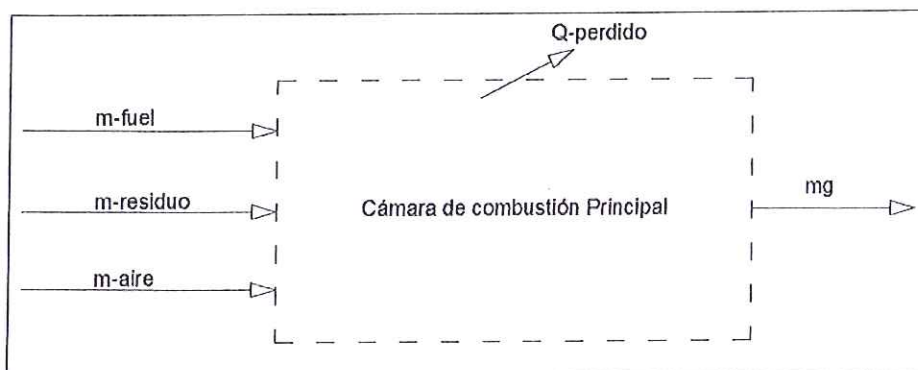 Q-perdido
m-fuel
m-residuo
Cámara de combustión Principal
mg
m-aire